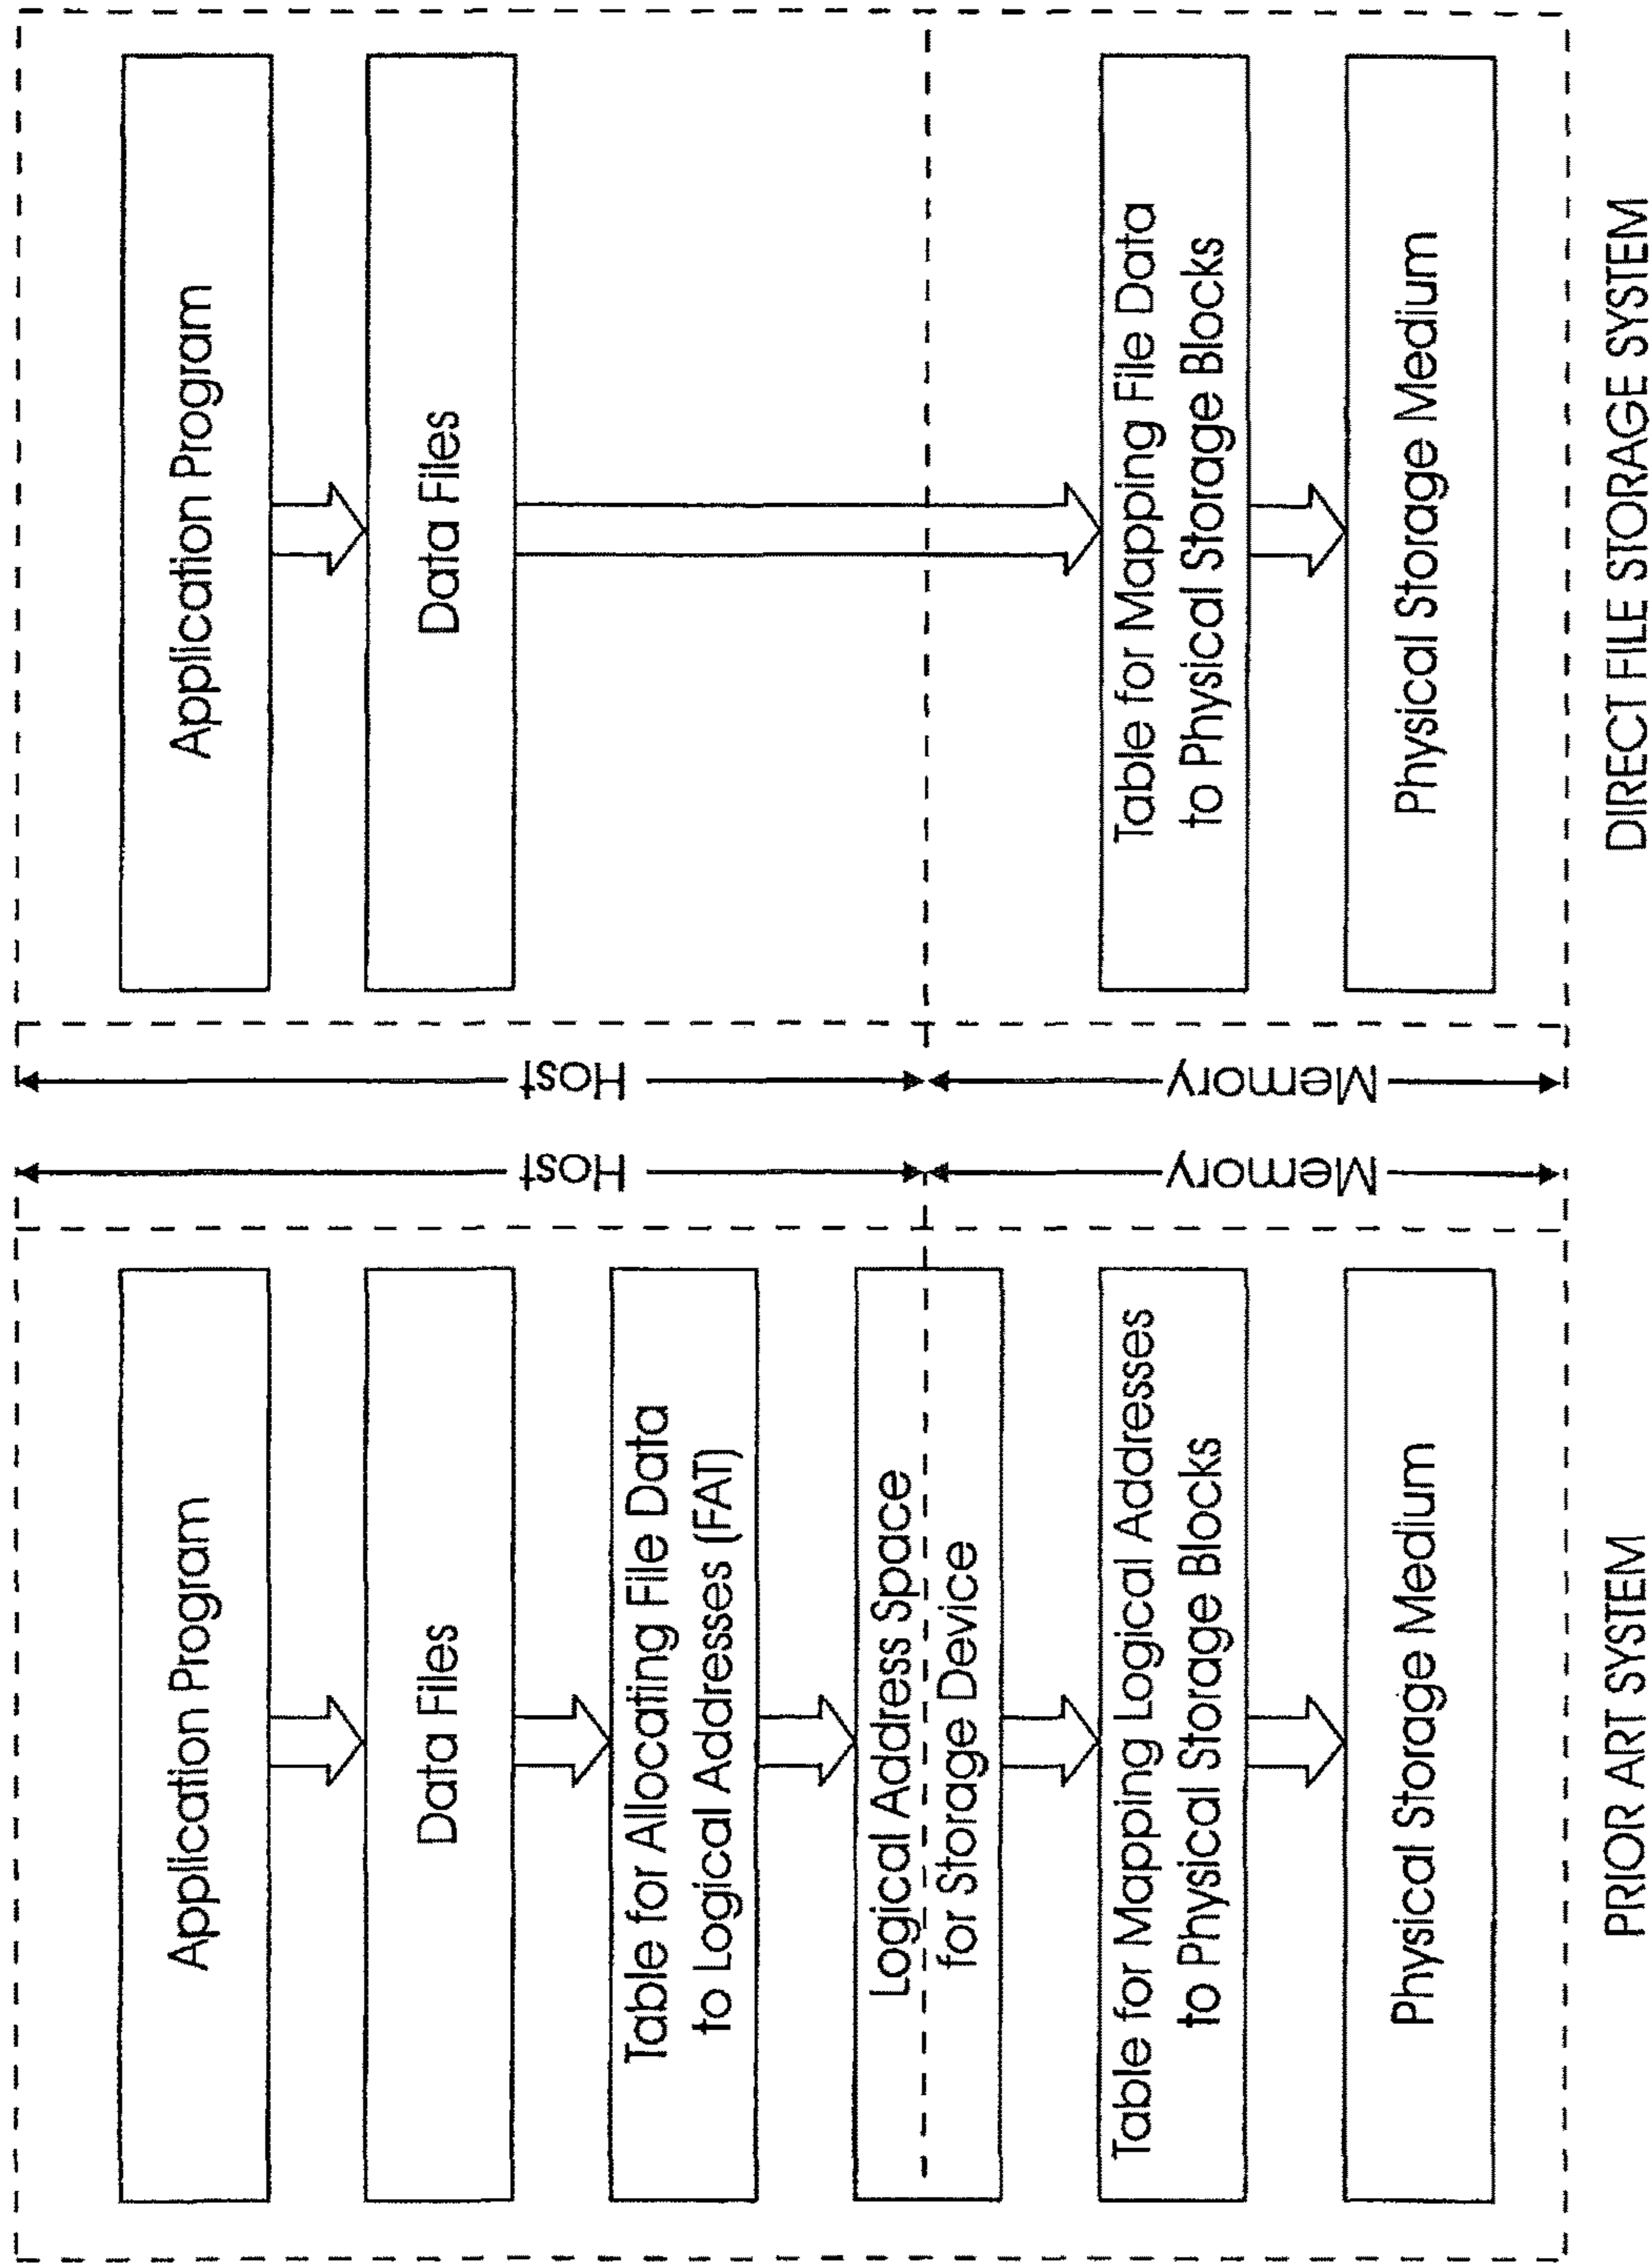 Application Program
Data Files
Table for Allocating File Data
to Logical Addresses (FAT)
Logical Address Space
for Storage Device
Table for Mapping Logical Addresses
to Physical Storage Blocks
Physical Storage Medium
PRIOR ART SYSTEM
Host
Memory
Host
Memory
Application Program
Data Files
Table for Mapping File Data
to Physical Storage Blocks
Physical Storage Medium
DIRECT FILE STORAGE SYSTEM